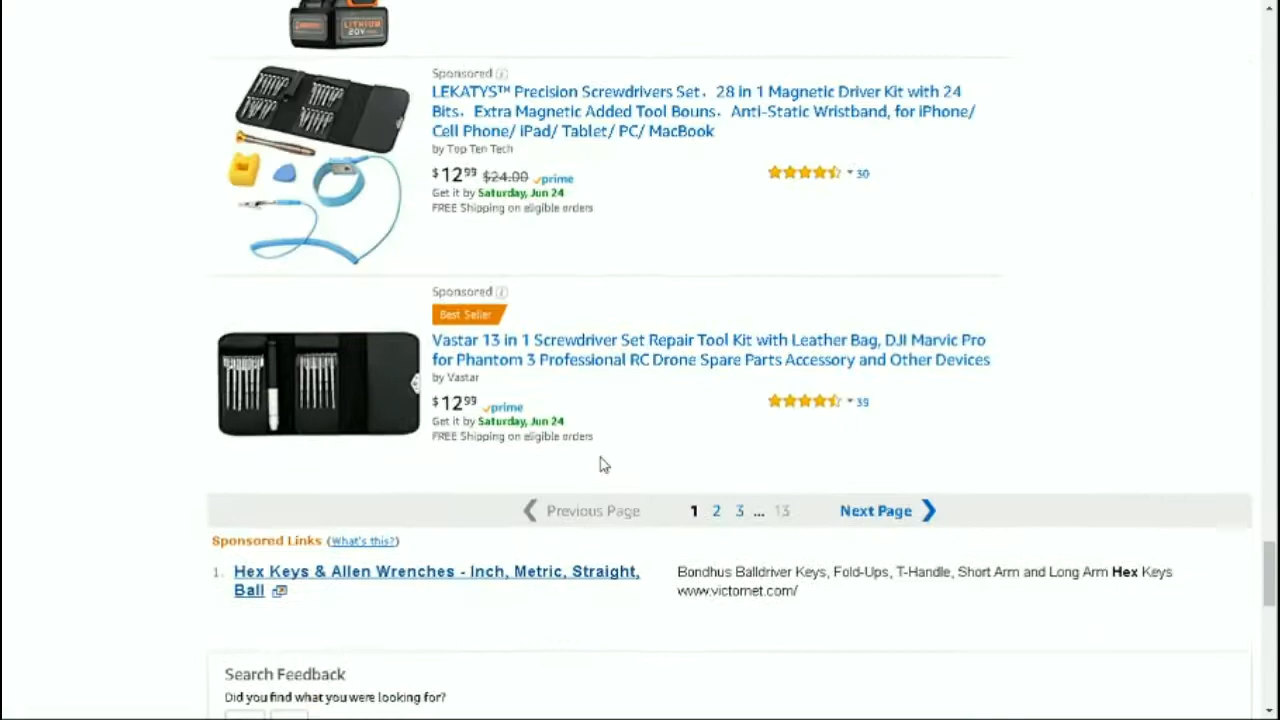 LITHIUM
20V
Sponsored
LEKATYS™ Precision Screwdrivers Set，28 in 1 Magnetic Driver Kit with 24
Bits，Extra Magnetic Added Tool Bouns，Anti-Static Wristband, for iPhone/
Cell Phone/ iPad/ Tablet/ PC/ MacBook
by Top Ten Tech
$12.99 $24.00 prime
30
Get it by Saturday, Jun 24
FREE Shipping on eligible orders
Sponsored
Best Seller
Vastar 13 in 1 Screwdriver Set Repair Tool Kit with Leather Bag, DJI Marvic Pro
for Phantom 3 Professional RC Drone Spare Parts Accessory and Other Devices
by Vastar
$12.99 prime
39
Get it by Saturday, Jun 24
FREE Shipping on eligible orders
Previous Page 1 2 3 ... 13 Next Page
Sponsored Links (What's this?)
1. Hex Keys & Allen Wrenches - Inch, Metric, Straight,
Ball
Bondhus Balldriver Keys, Fold-Ups, T-Handle, Short Arm and Long Arm Hex Keys
www.victornet.com/
Search Feedback
Did you find what you were looking for?